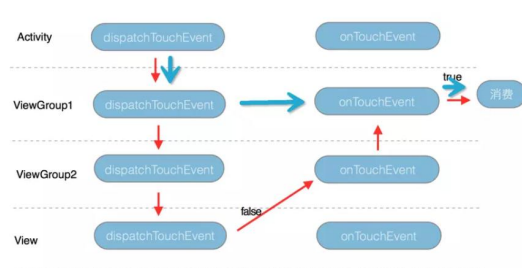 Activity
dispatchTouchEvent
onTouchEvent
true
ViewGroup1
dispatchTouchEvent
onTouchEvent
消费
ViewGroup2
dispatchTouchEvent
onTouchEvent
false
View
dispatchTouchEvent
onTouchEvent